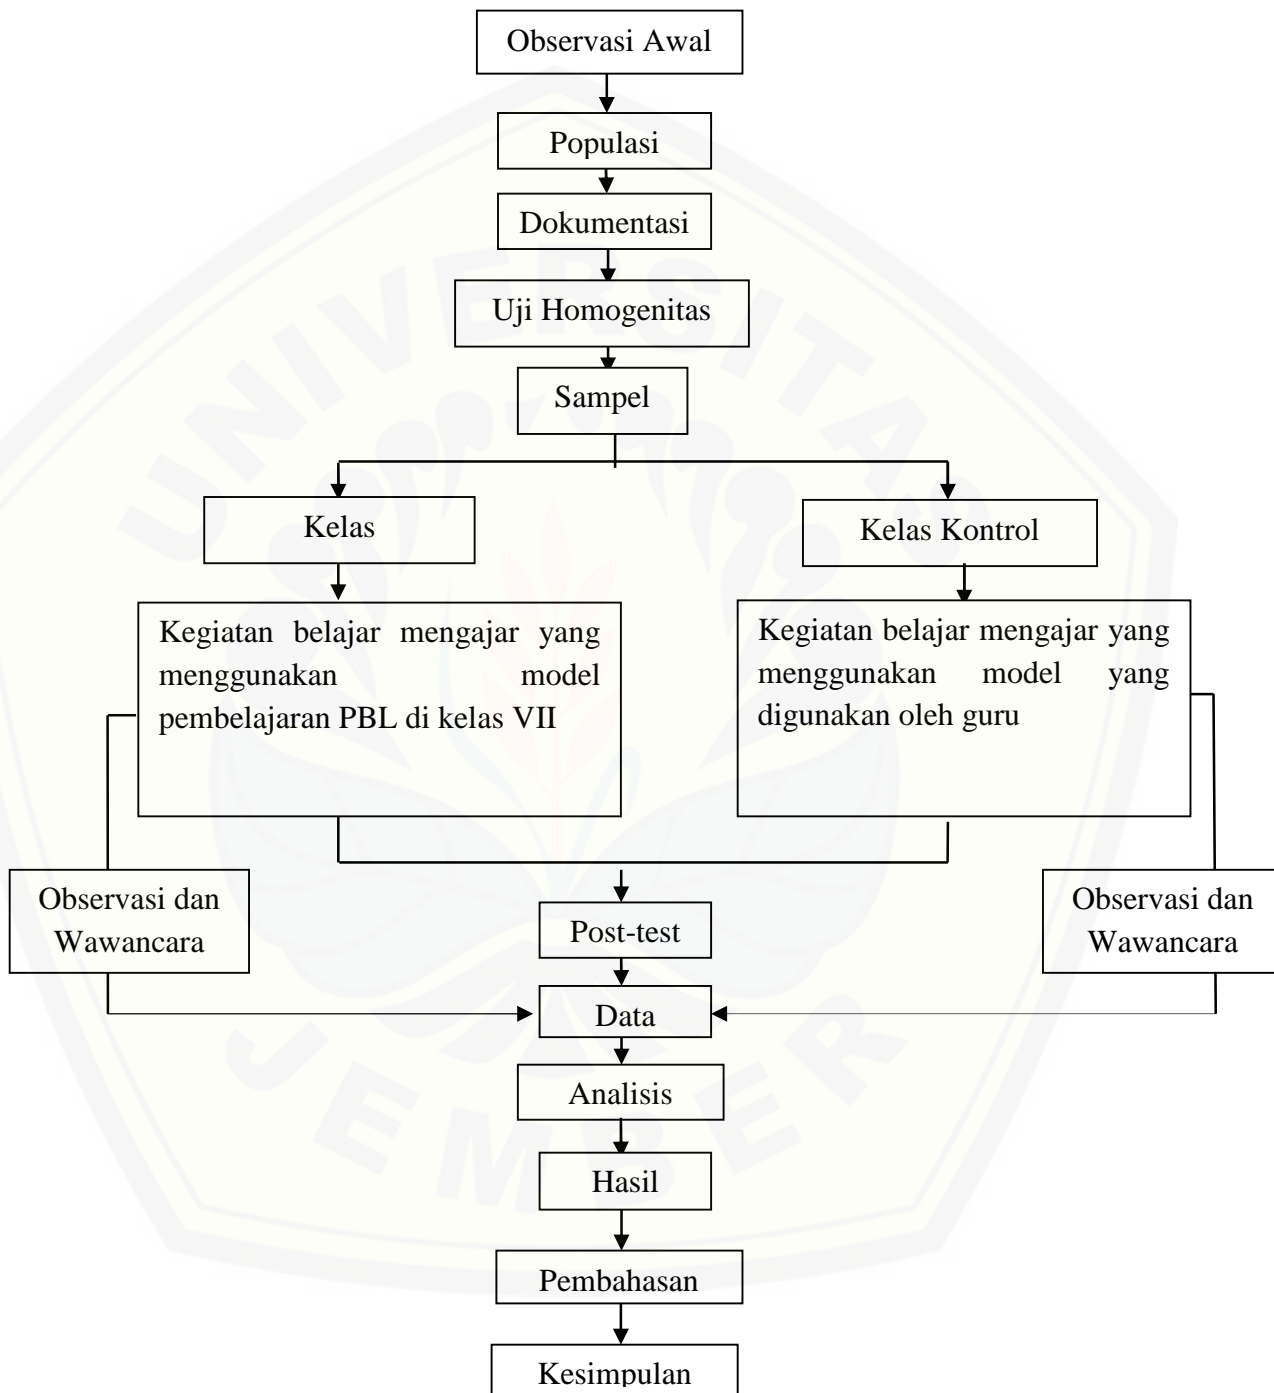 Observasi Awal
Populasi
Dokumentasi
Uji Homogenitas
Sampel
Kelas
Kelas Kontrol
Kegiatan belajar mengajar yang
menggunakan model
pembelajaran PBL di kelas VII
Kegiatan belajar mengajar yang
menggunakan model yang
digunakan oleh guru
Observasi dan
Wawancara
Post-test
Observasi dan
Wawancara
Data
Analisis
Hasil
Pembahasan
Kesimpulan
UNIVERSITAS
JEMBER